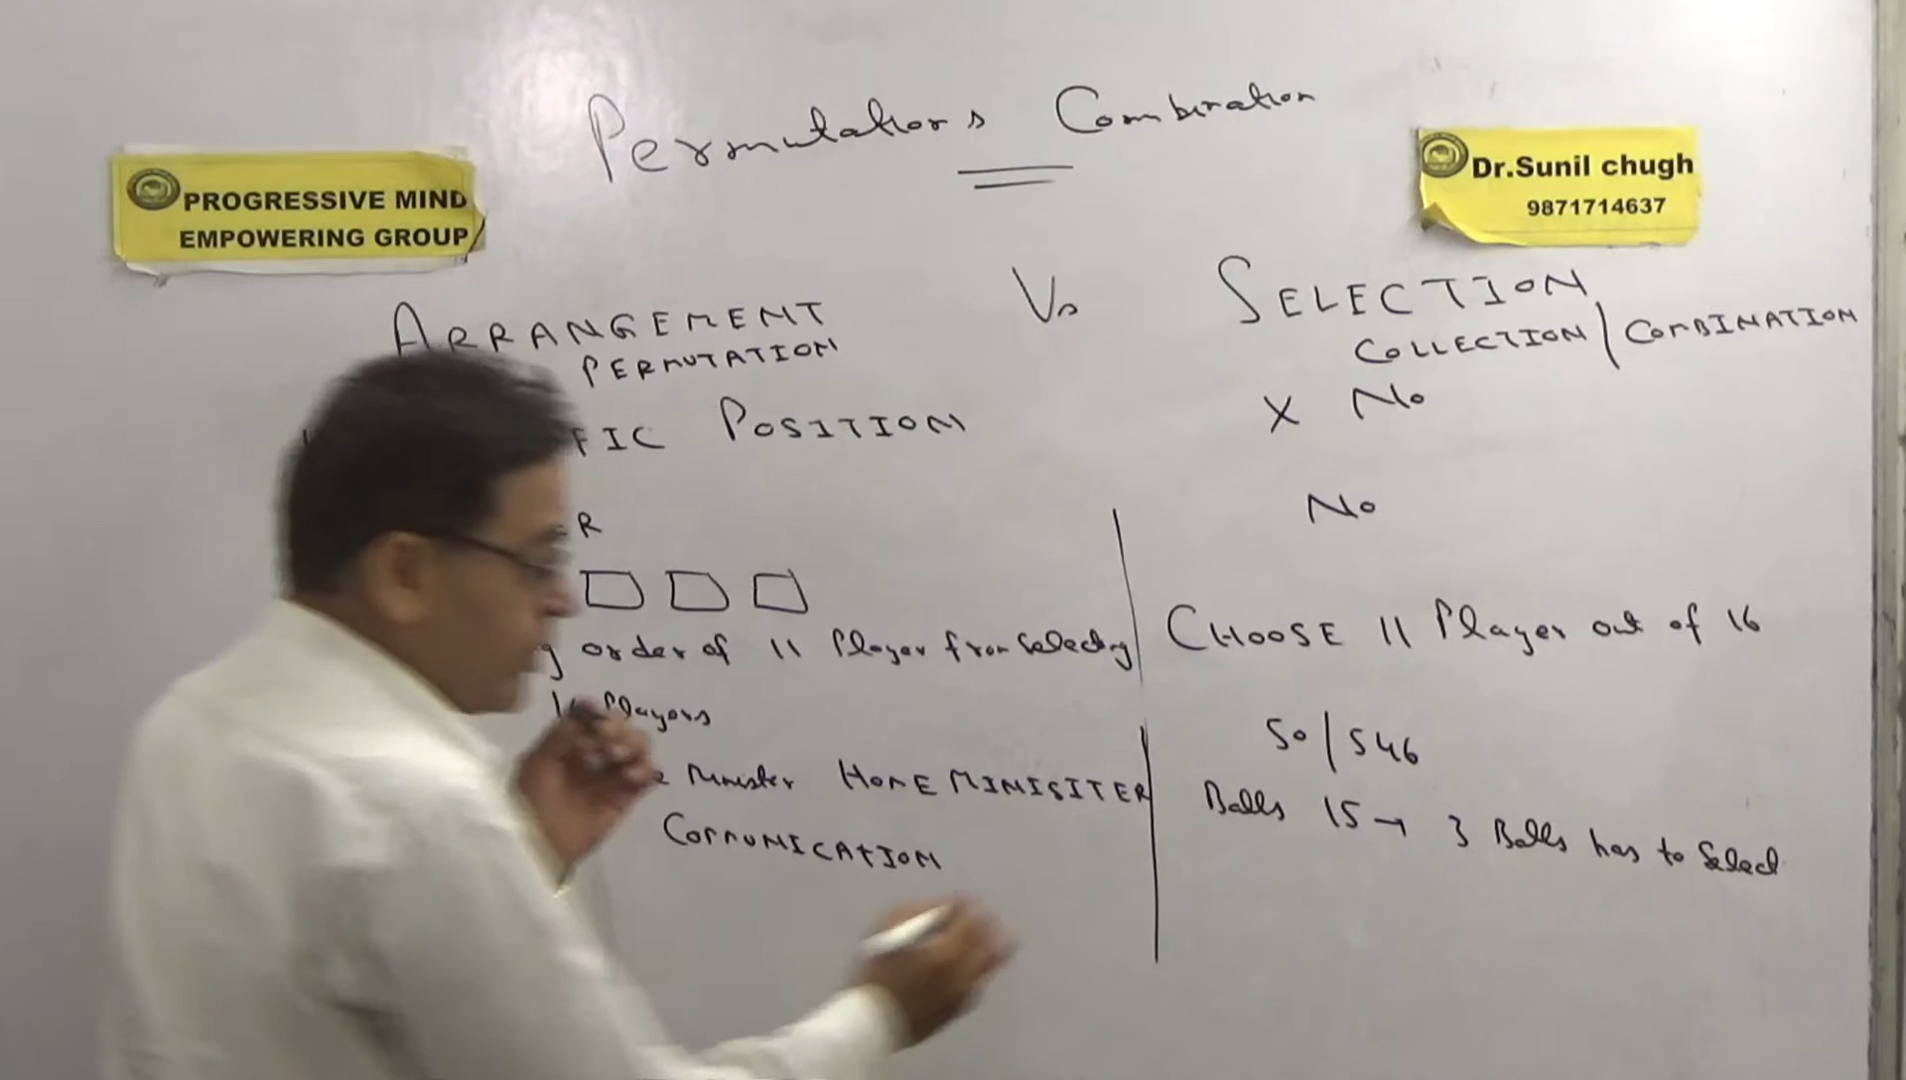 Permutations Combination
PROGRESSIVE MIND
EMPOWERING GROUP
Dr.Sunil chugh
9871714637
ARRANGEMENT Vs SELECTION
PERMUTATION COLLECTION/COMBINATION
FIC POSITION X No
R No
order of 11 Player from Selecting CHOOSE 11 Player out of 16
Players 50/546
Minister HOME MINISITER Balls 15→ 3 Balls has to Select
COMMUNICATION